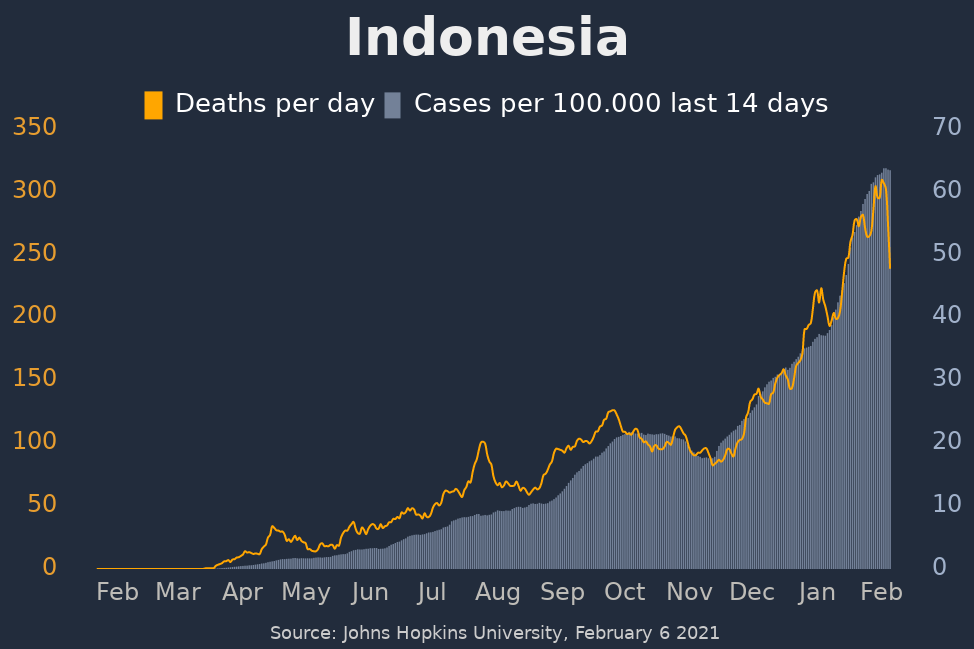 Indonesia
Deaths per day Cases per 100.000 last 14 days
350 70
300 60
250 50
200 40
150 30
100 20
50 10
0 0
Feb Mar Apr May Jun Jul Aug Sep Oct Nov Dec Jan Feb
Source: Johns Hopkins University, February 6 2021